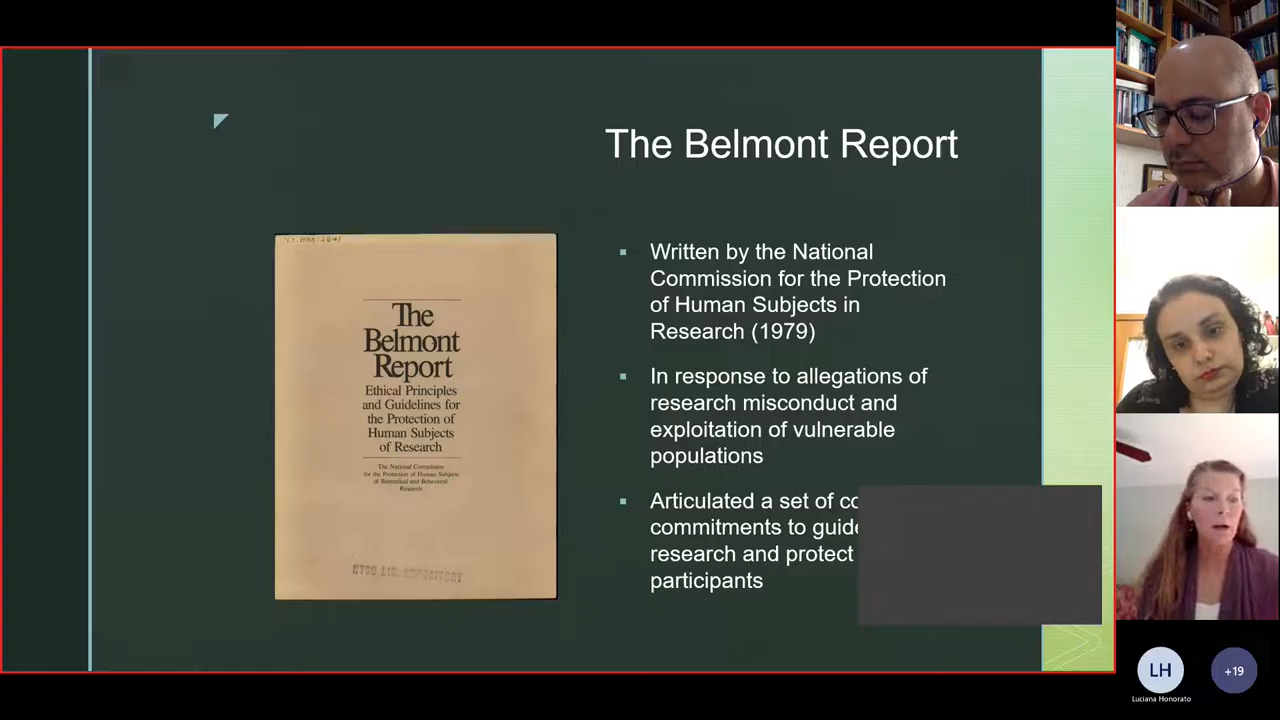 The Belmont Report
The
Belmont
Report
Ethical Principles
and Guidelines for
the Protection of
Human Subjects
of Research
The National Commission
for the Protection of Human Subjects
of Biomedical and Behavioral
Research
Written by the National
Commission for the Protection
of Human Subjects in
Research (1979)
In response to allegations of
research misconduct and
exploitation of vulnerable
populations
Articulated a set of
commitments to
research and protect
participants
LH
+19
Luciana Honorato